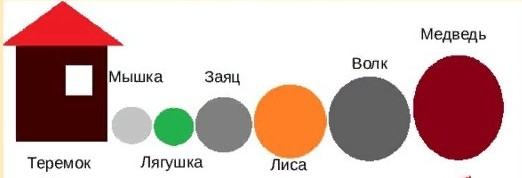 Медведь
Волк
Мышка
Заяц
Теремок
Лягушка
Лиса